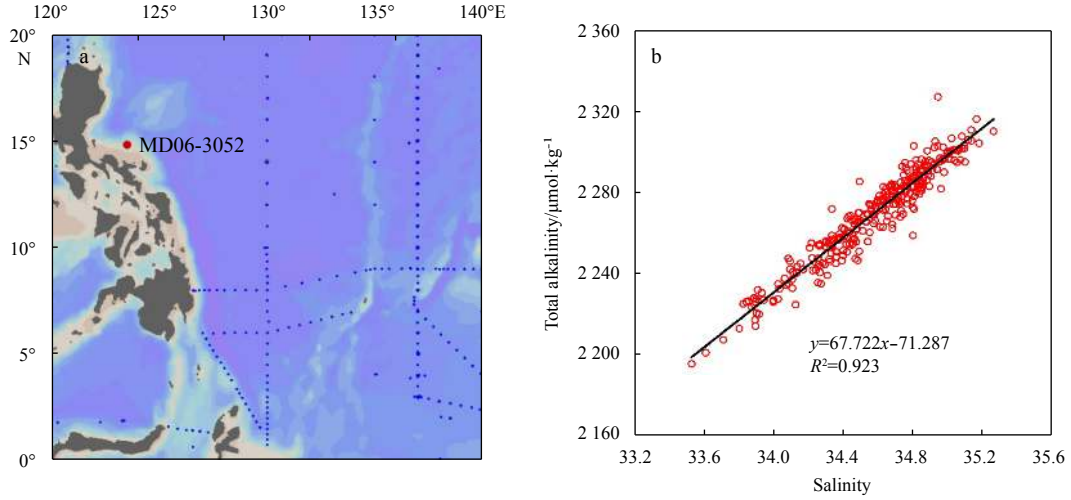 120° 125° 130° 135° 140°E
20°
N
a
15°
MD06-3052
10°
5°
0°
b
2 360
2 320
2 280
2 240
2 200
2 160
Total alkalinity/μmol·kg⁻¹
y=67.722x−71.287
R²=0.923
33.2 33.6 34.0 34.4 34.8 35.2 35.6
Salinity